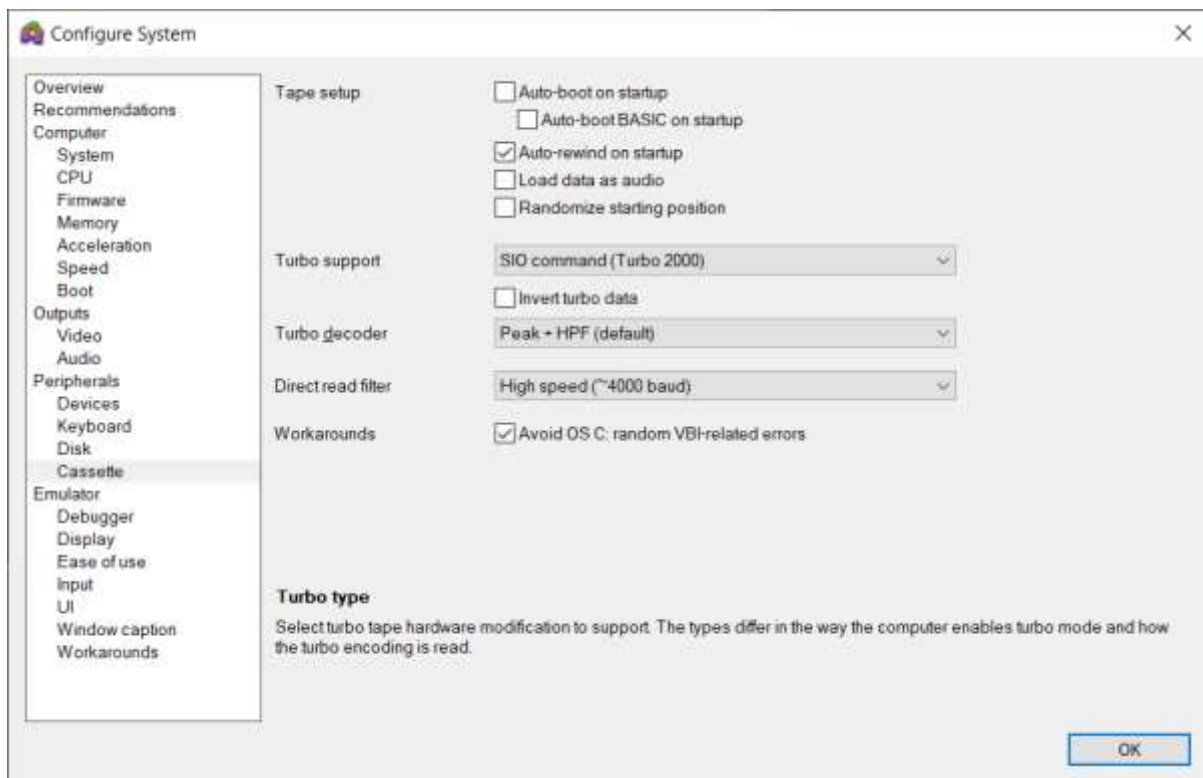 Configure System
Overview
Recommendations
Computer
System
CPU
Firmware
Memory
Acceleration
Speed
Boot
Outputs
Video
Audio
Peripherals
Devices
Keyboard
Disk
Cassette
Emulator
Debugger
Display
Ease of use
Input
UI
Window caption
Workarounds
Tape setup
Auto-boot on startup
Auto-boot BASIC on startup
Auto-rewind on startup
Load data as audio
Randomize starting position
Turbo support
SIO command (Turbo 2000)
Invert turbo data
Turbo decoder
Peak + HPF (default)
Direct read filter
High speed (~4000 baud)
Workarounds
Avoid OS C: random VBI-related errors
Turbo type
Select turbo tape hardware modification to support. The types differ in the way the computer enables turbo mode and how
the turbo encoding is read.
OK